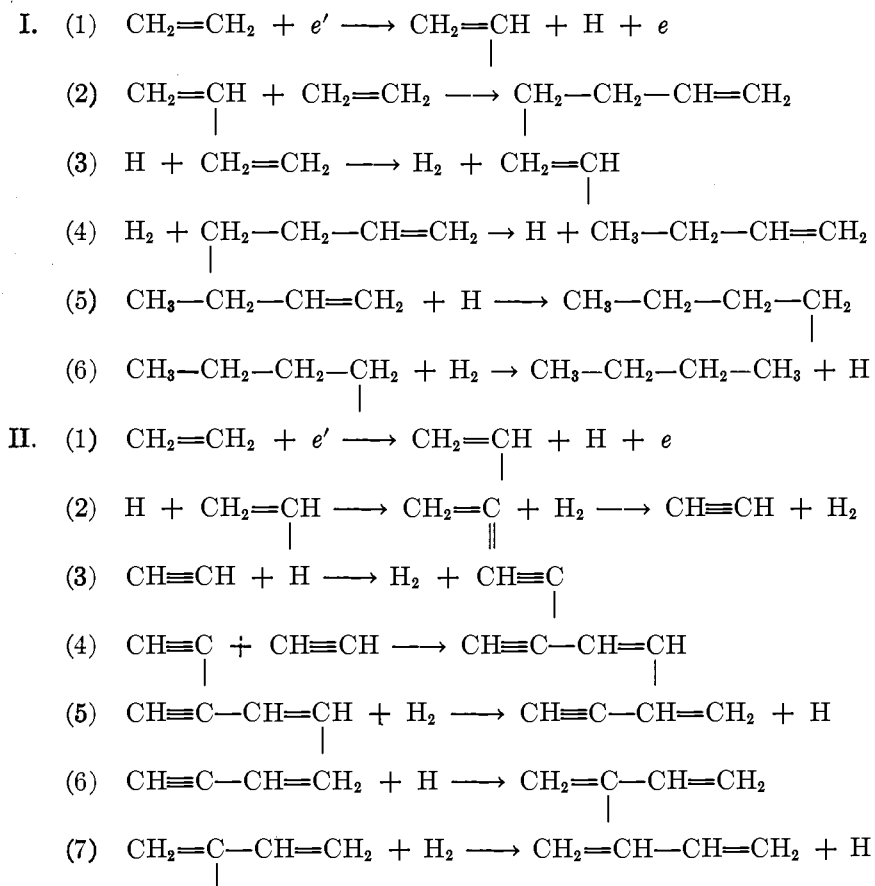 I. (1) CH₂=CH₂ + e′ ⟶ CH₂=CH + H + e
|
(2) CH₂=CH + CH₂=CH₂ ⟶ CH₂—CH₂—CH=CH₂
| |
(3) H + CH₂=CH₂ ⟶ H₂ + CH₂=CH
|
(4) H₂ + CH₂—CH₂—CH=CH₂ → H + CH₃—CH₂—CH=CH₂
|
(5) CH₃—CH₂—CH=CH₂ + H ⟶ CH₃—CH₂—CH₂—CH₂
|
(6) CH₃—CH₂—CH₂—CH₂ + H₂ → CH₃—CH₂—CH₂—CH₃ + H
|
II. (1) CH₂=CH₂ + e′ ⟶ CH₂=CH + H + e
|
(2) H + CH₂=CH ⟶ CH₂=C + H₂ ⟶ CH≡CH + H₂
| ||
(3) CH≡CH + H ⟶ H₂ + CH≡C
|
(4) CH≡C + CH≡CH ⟶ CH≡C—CH=CH
| |
(5) CH≡C—CH=CH + H₂ ⟶ CH≡C—CH=CH₂ + H
|
(6) CH≡C—CH=CH₂ + H ⟶ CH₂=C—CH=CH₂
|
(7) CH₂=C—CH=CH₂ + H₂ ⟶ CH₂=CH—CH=CH₂ + H
|